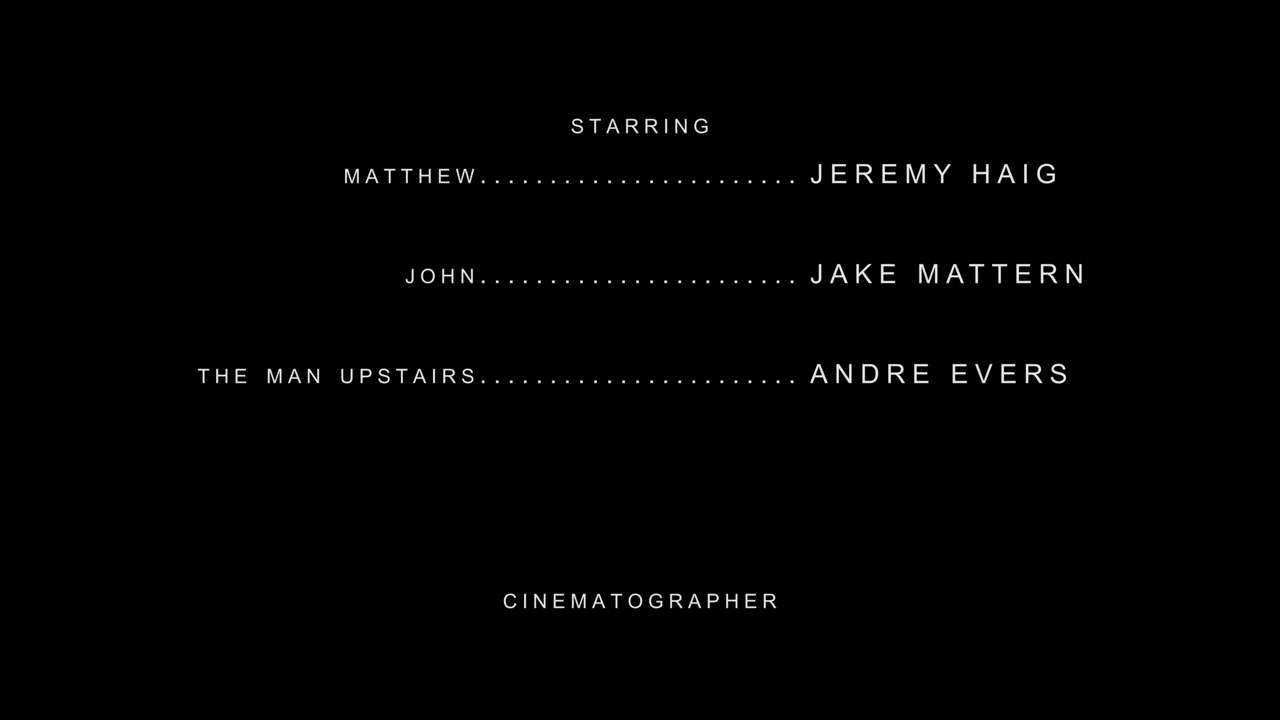 STARRING
MATTHEW....................... JEREMY HAIG
JOHN....................... JAKE MATTERN
THE MAN UPSTAIRS....................... ANDRE EVERS
CINEMATOGRAPHER